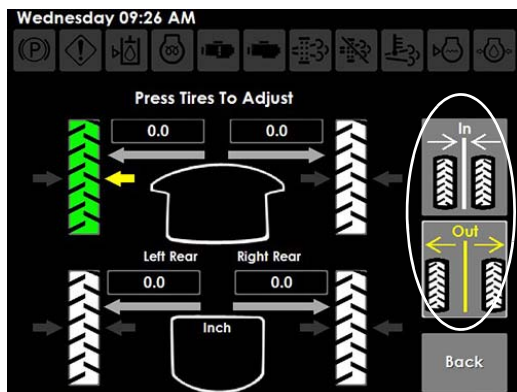 Wednesday 09:26 AM
Press Tires To Adjust
0.0 0.0
In
Out
Left Rear Right Rear
0.0 0.0
Inch
Back